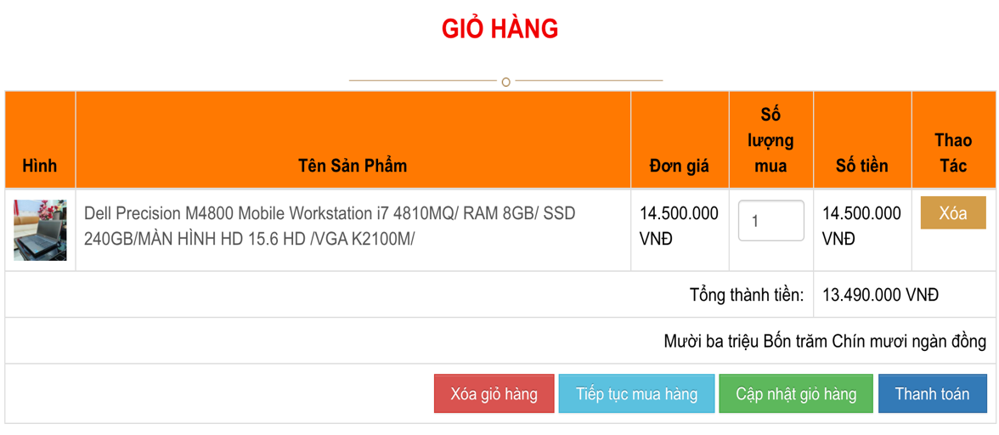 GIỎ HÀNG
Hình
Tên Sản Phẩm
Đơn giá
Số
lượng
mua
Số tiền
Thao
Tác
Dell Precision M4800 Mobile Workstation i7 4810MQ/ RAM 8GB/ SSD
240GB/MÀN HÌNH HD 15.6 HD /VGA K2100M/
14.500.000
VNĐ
1
14.500.000
VNĐ
Xóa
Tổng thành tiền: 13.490.000 VNĐ
Mười ba triệu Bốn trăm Chín mươi ngàn đồng
Xóa giỏ hàng Tiếp tục mua hàng Cập nhật giỏ hàng Thanh toán